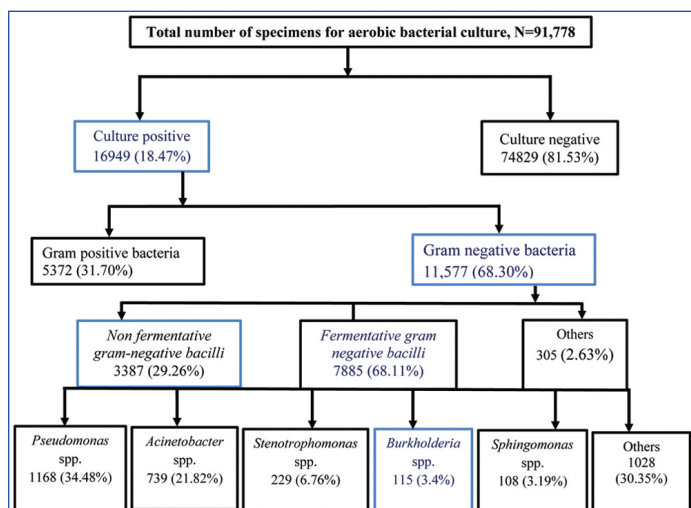 Total number of specimens for aerobic bacterial culture, N=91,778
Culture positive
16949 (18.47%)
Culture negative
74829 (81.53%)
Gram positive bacteria
5372 (31.70%)
Gram negative bacteria
11,577 (68.30%)
Non fermentative
gram-negative bacilli
3387 (29.26%)
Fermentative gram
negative bacilli
7885 (68.11%)
Others
305 (2.63%)
Pseudomonas
spp.
1168 (34.48%)
Acinetobacter
spp.
739 (21.82%)
Stenotrophomonas
spp.
229 (6.76%)
Burkholderia
spp.
115 (3.4%)
Sphingomonas
spp.
108 (3.19%)
Others
1028
(30.35%)